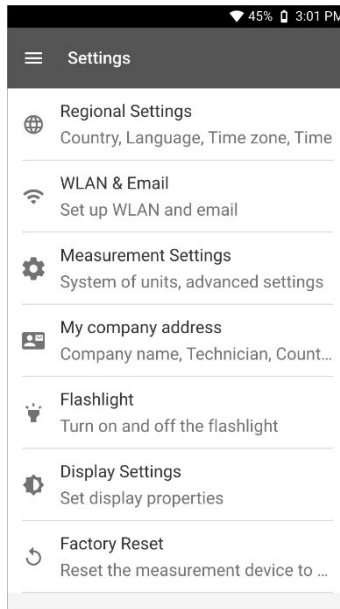 45% 3:01 PM
Settings
Regional Settings
Country, Language, Time zone, Time
WLAN & Email
Set up WLAN and email
Measurement Settings
System of units, advanced settings
My company address
Company name, Technician, Count...
Flashlight
Turn on and off the flashlight
Display Settings
Set display properties
Factory Reset
Reset the measurement device to ...